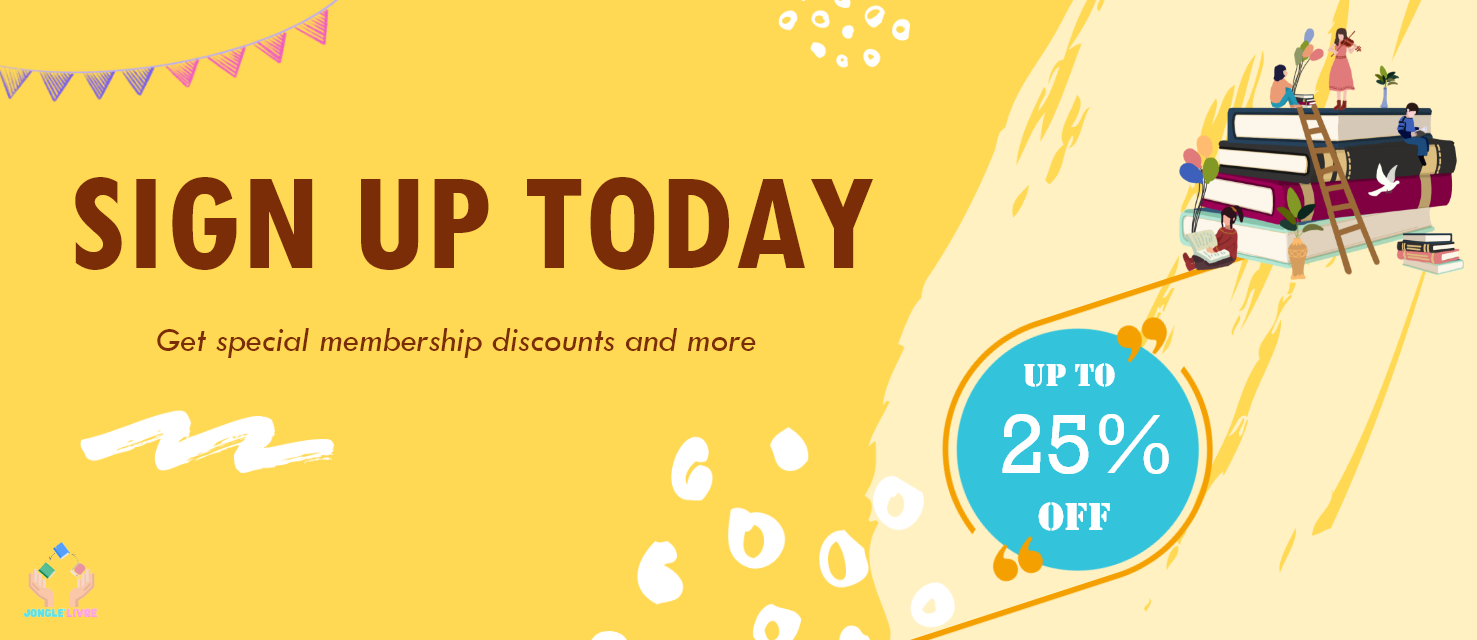 SIGN UP TODAY
Get special membership discounts and more
UP TO
25%
OFF
JONGLE LIVRE